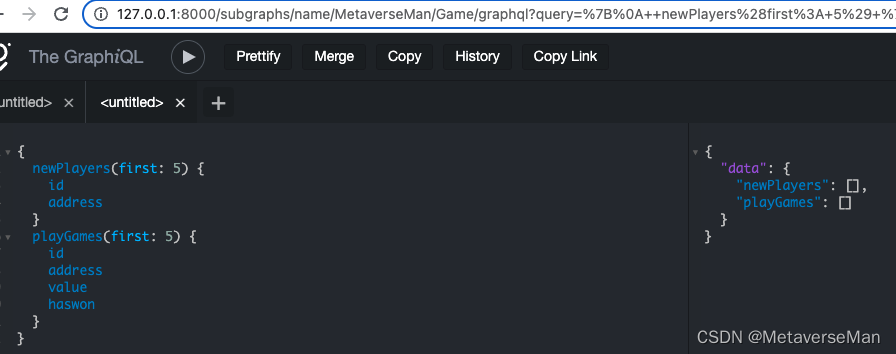 127.0.0.1:8000/subgraphs/name/MetaverseMan/Game/graphql?query=%7B%0A++newPlayers%28first%3A+5%29+%7
The GraphiQL
Prettify
Merge
Copy
History
Copy Link
untitled> ×
<untitled> ×
+
{
newPlayers(first: 5) {
id
address
}
playGames(first: 5) {
id
address
value
haswon
}
}
{
"data": {
"newPlayers": [],
"playGames": []
}
}
CSDN @MetaverseMan